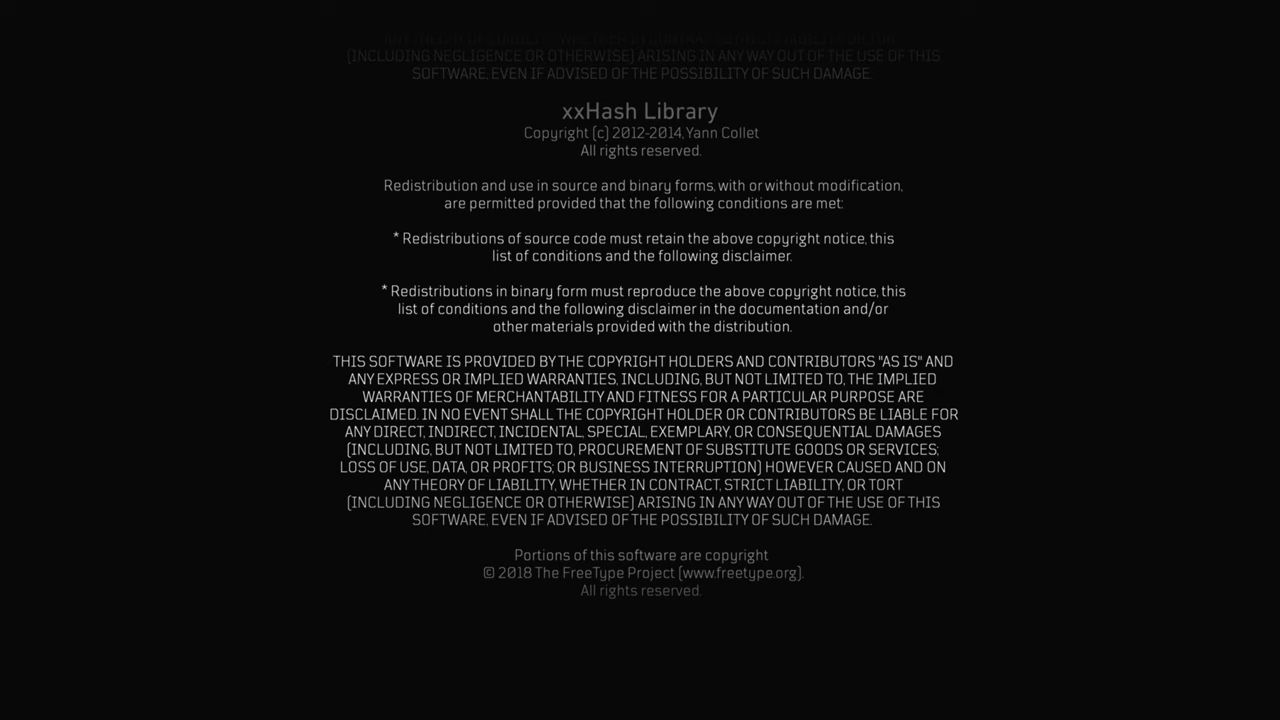 (INCLUDING NEGLIGENCE OR OTHERWISE) ARISING IN ANY WAY OUT OF THE USE OF THIS
SOFTWARE, EVEN IF ADVISED OF THE POSSIBILITY OF SUCH DAMAGE.
xxHash Library
Copyright (c) 2012-2014, Yann Collet
All rights reserved.
Redistribution and use in source and binary forms, with or without modification,
are permitted provided that the following conditions are met:
* Redistributions of source code must retain the above copyright notice, this
list of conditions and the following disclaimer.
* Redistributions in binary form must reproduce the above copyright notice, this
list of conditions and the following disclaimer in the documentation and/or
other materials provided with the distribution.
THIS SOFTWARE IS PROVIDED BY THE COPYRIGHT HOLDERS AND CONTRIBUTORS "AS IS" AND
ANY EXPRESS OR IMPLIED WARRANTIES, INCLUDING, BUT NOT LIMITED TO, THE IMPLIED
WARRANTIES OF MERCHANTABILITY AND FITNESS FOR A PARTICULAR PURPOSE ARE
DISCLAIMED. IN NO EVENT SHALL THE COPYRIGHT HOLDER OR CONTRIBUTORS BE LIABLE FOR
ANY DIRECT, INDIRECT, INCIDENTAL, SPECIAL, EXEMPLARY, OR CONSEQUENTIAL DAMAGES
(INCLUDING, BUT NOT LIMITED TO, PROCUREMENT OF SUBSTITUTE GOODS OR SERVICES;
LOSS OF USE, DATA, OR PROFITS; OR BUSINESS INTERRUPTION) HOWEVER CAUSED AND ON
ANY THEORY OF LIABILITY, WHETHER IN CONTRACT, STRICT LIABILITY, OR TORT
(INCLUDING NEGLIGENCE OR OTHERWISE) ARISING IN ANY WAY OUT OF THE USE OF THIS
SOFTWARE, EVEN IF ADVISED OF THE POSSIBILITY OF SUCH DAMAGE.
Portions of this software are copyright
© 2018 The FreeType Project (www.freetype.org).
All rights reserved.